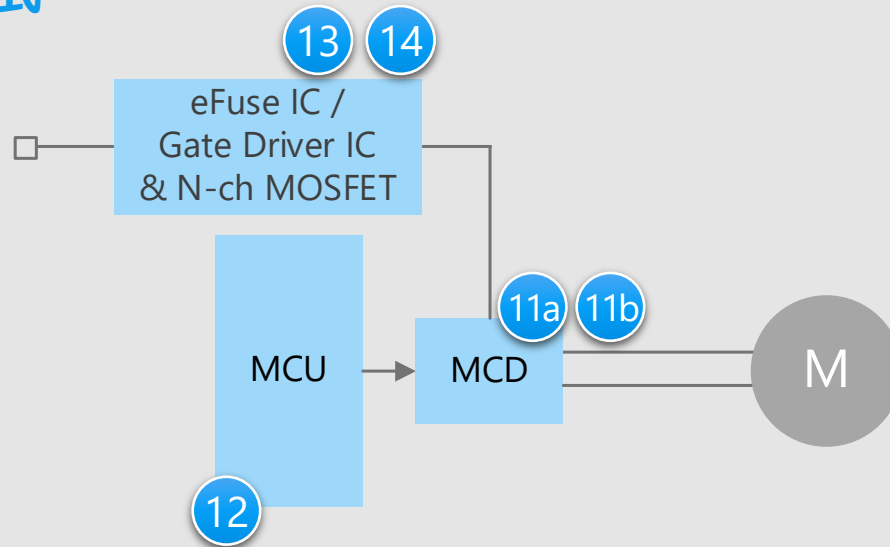 13
14
eFuse IC /
Gate Driver IC
& N-ch MOSFET
11a
11b
MCU
MCD
M
12